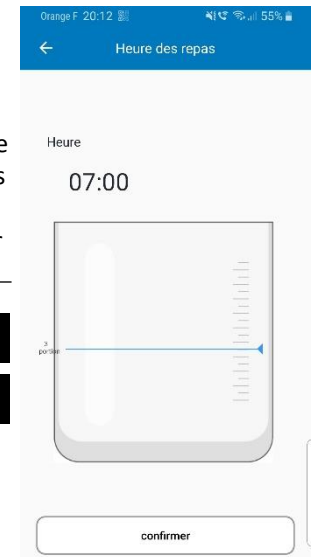 Orange F 20:12
55%
Heure des repas
e
s
Heure
07:00
3
portion
confirmer